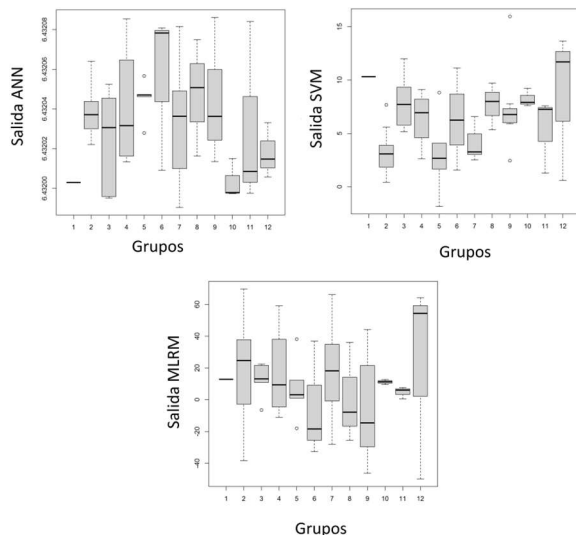 Salida ANN
6.43208
6.43206
6.43204
6.43202
6.43200
1 2 3 4 5 6 7 8 9 10 11 12
Grupos
Salida SVM
15
10
5
0
1 2 3 4 5 6 7 8 9 10 11 12
Grupos
Salida MLRM
60
40
20
0
-20
-40
1 2 3 4 5 6 7 8 9 10 11 12
Grupos